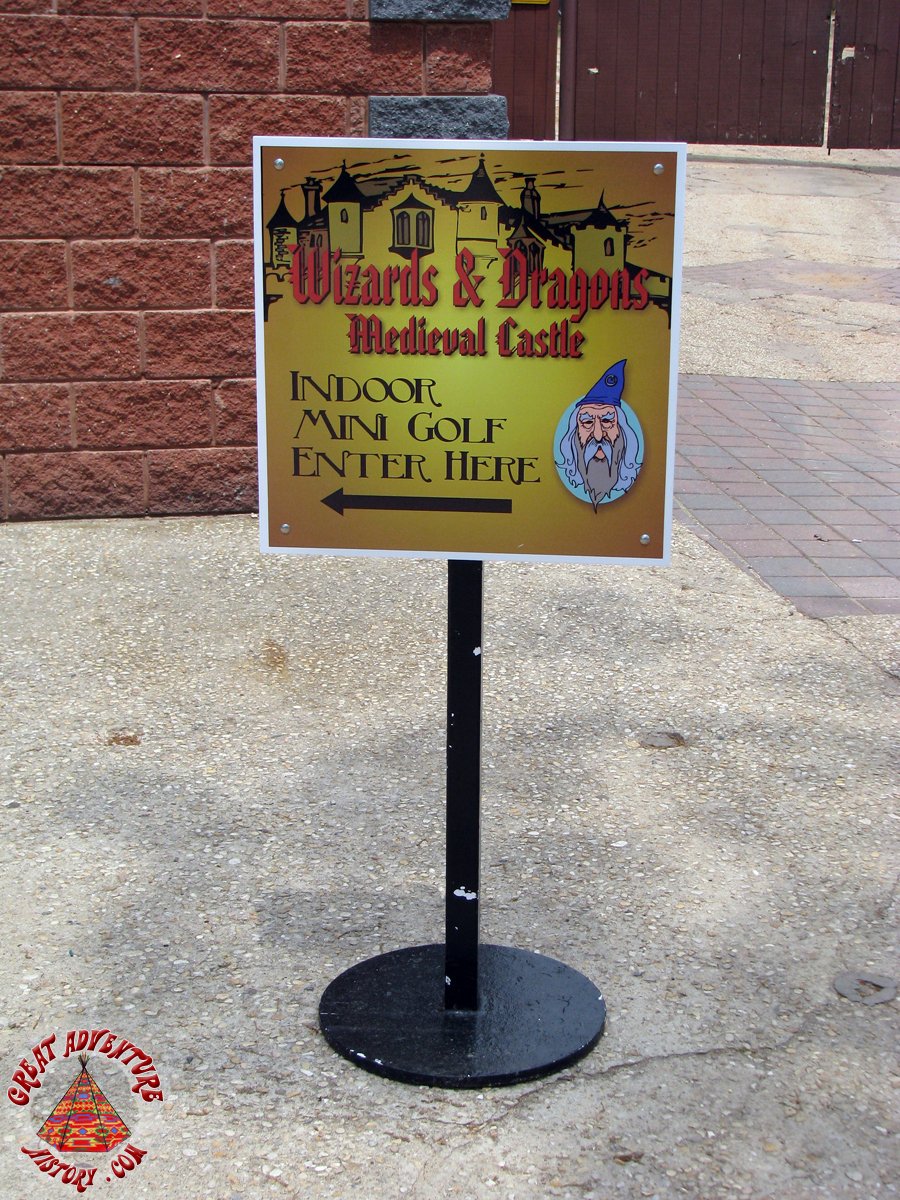 Wizards & Dragons
Medieval Castle
INDOOR
MINI GOLF
ENTER HERE
GREAT ADVENTURE
HISTORY.COM